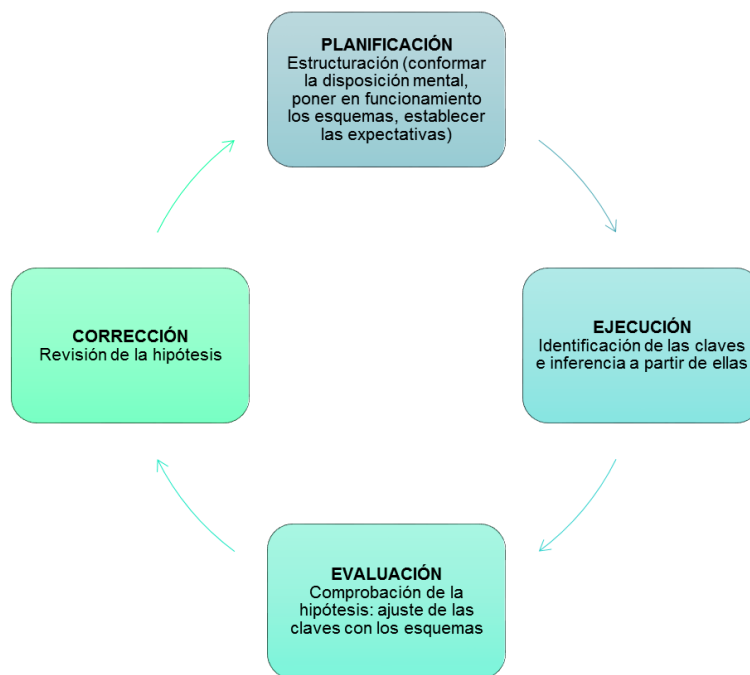 PLANIFICACIÓN
Estructuración (conformar
la disposición mental,
poner en funcionamiento
los esquemas, establecer
las expectativas)
EJECUCIÓN
Identificación de las claves
e inferencia a partir de ellas
EVALUACIÓN
Comprobación de la
hipótesis: ajuste de las
claves con los esquemas
CORRECCIÓN
Revisión de la hipótesis